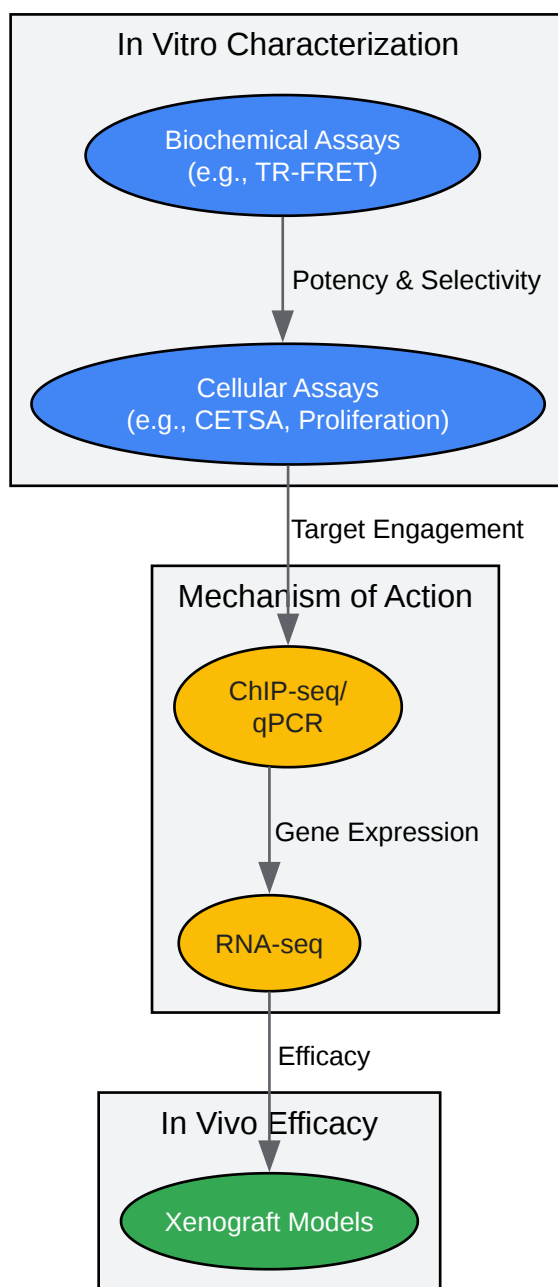 In Vitro Characterization
Biochemical Assays
(e.g., TR-FRET)
Potency & Selectivity
Cellular Assays
(e.g., CETSA, Proliferation)
Target Engagement
Mechanism of Action
ChIP-seq/
qPCR
Gene Expression
RNA-seq
Efficacy
In Vivo Efficacy
Xenograft Models